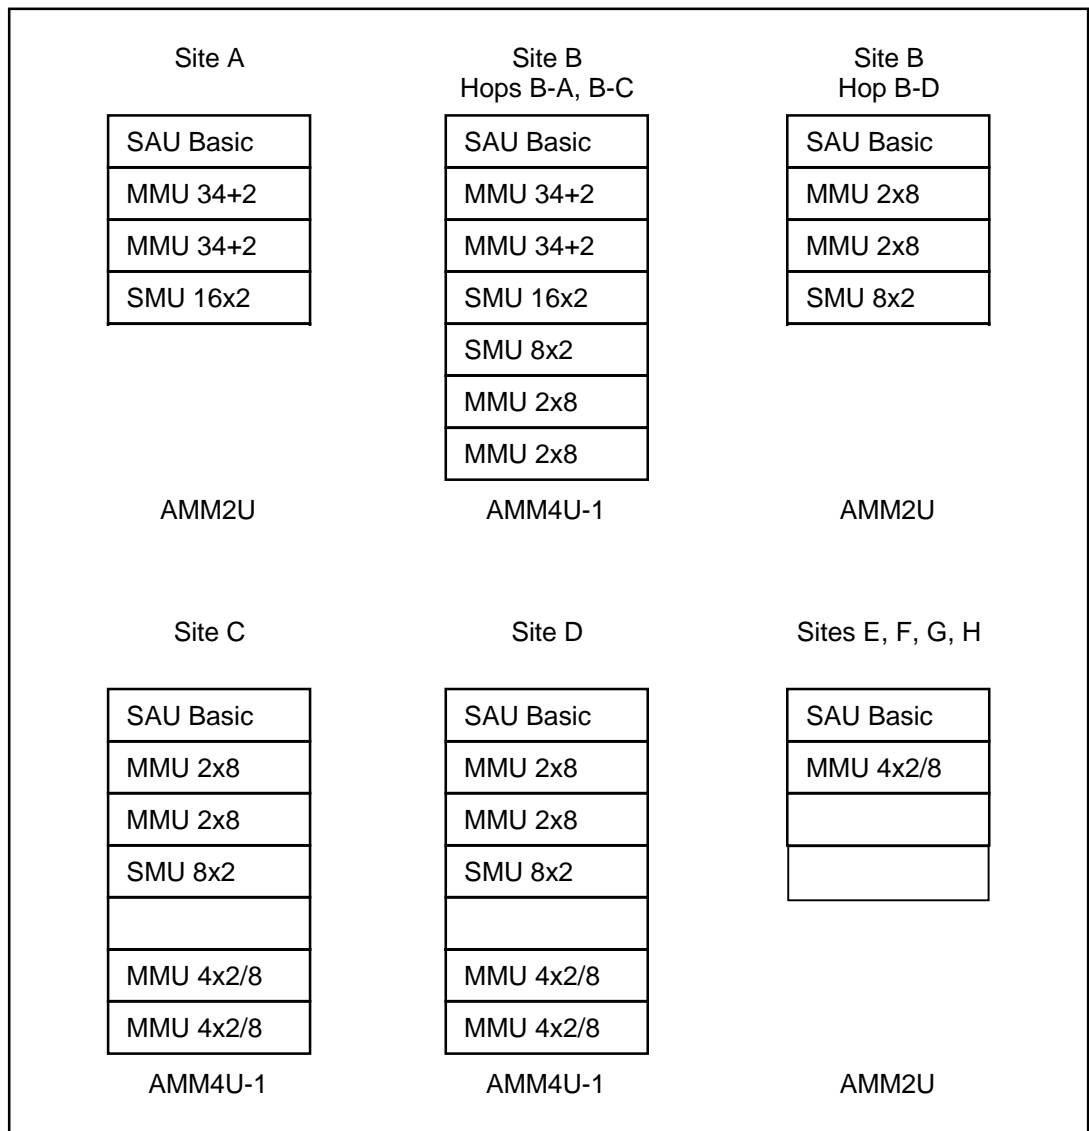 Site A
SAU Basic
MMU 34+2
MMU 34+2
SMU 16x2
AMM2U
Site B
Hops B-A, B-C
SAU Basic
MMU 34+2
MMU 34+2
SMU 16x2
SMU 8x2
MMU 2x8
MMU 2x8
AMM4U-1
Site B
Hop B-D
SAU Basic
MMU 2x8
MMU 2x8
SMU 8x2
AMM2U
Site C
SAU Basic
MMU 2x8
MMU 2x8
SMU 8x2
MMU 4x2/8
MMU 4x2/8
AMM4U-1
Site D
SAU Basic
MMU 2x8
MMU 2x8
SMU 8x2
MMU 4x2/8
MMU 4x2/8
AMM4U-1
Sites E, F, G, H
SAU Basic
MMU 4x2/8
AMM2U